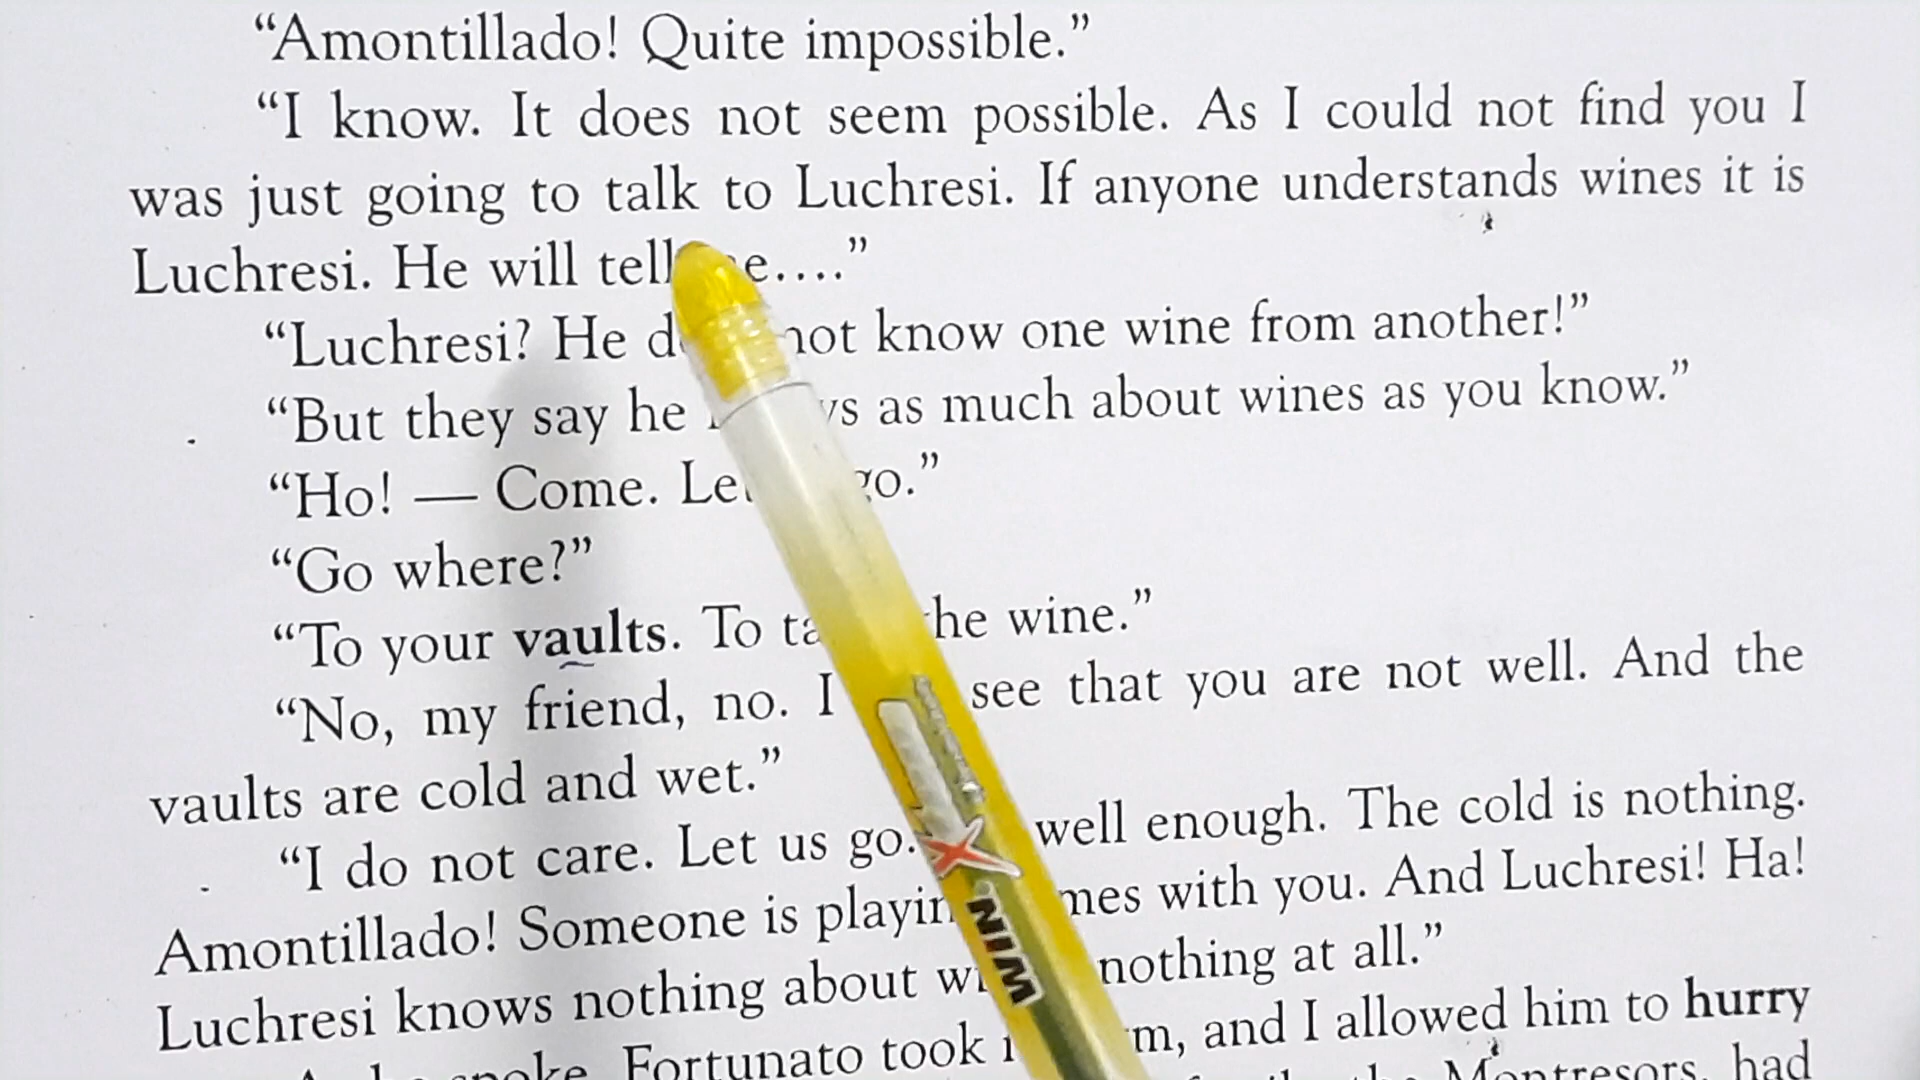 “Amontillado! Quite impossible.”
“I know. It does not seem possible. As I could not find you I
was just going to talk to Luchresi. If anyone understands wines it is
Luchresi. He will tell ....”
“Luchresi? He not know one wine from another!”
“But they say he as much about wines as you know.”
“Ho! — Come. go.”
“Go where?”
“To your vaults. To the wine.”
“No, my friend, no. I see that you are not well. And the
vaults are cold and wet.”
“I do not care. Let us go. well enough. The cold is nothing.
Amontillado! Someone is with you. And Luchresi! Ha!
Luchresi knows nothing about nothing at all.”
spoke, Fortunato took and I allowed him to hurry
Montresors, had
X
WIN